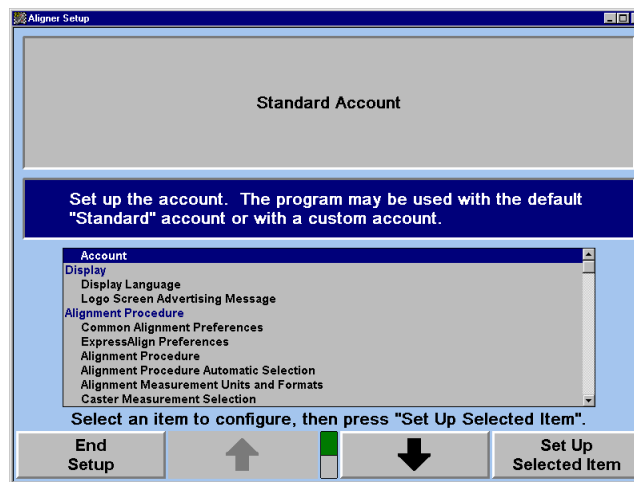 Aligner Setup
Standard Account
Set up the account. The program may be used with the default
"Standard" account or with a custom account.
Account
Display
Display Language
Logo Screen Advertising Message
Alignment Procedure
Common Alignment Preferences
ExpressAlign Preferences
Alignment Procedure
Alignment Procedure Automatic Selection
Alignment Measurement Units and Formats
Caster Measurement Selection
Select an item to configure, then press "Set Up Selected Item".
End
Setup
Set Up
Selected Item